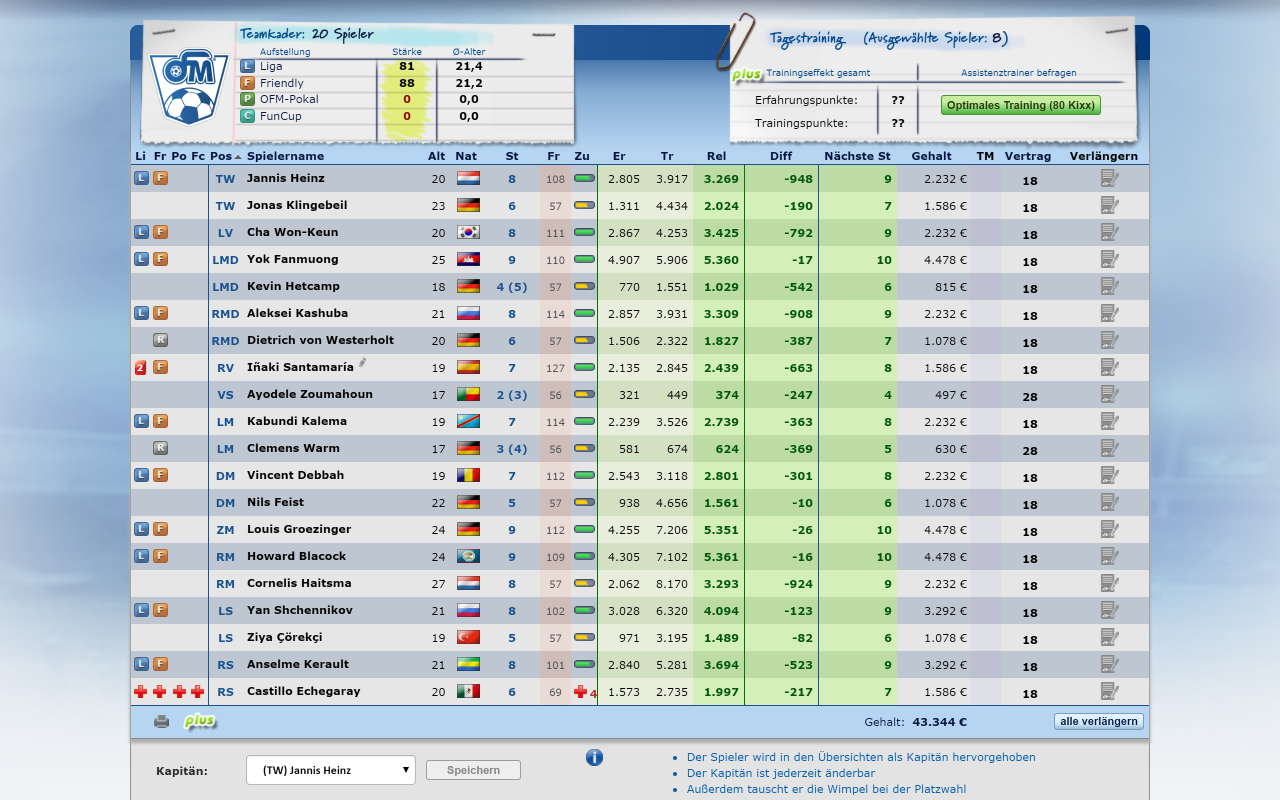 Teamkader: 20 Spieler
Aufstellung Stärke Ø-Alter
L Liga 81 21,4
F Friendly 88 21,2
P OFM-Pokal 0 0,0
C FunCup 0 0,0
OFM
Tagestraining (Ausgewählte Spieler: 8)
plus Trainingseffekt gesamt Assistenztrainer befragen
Erfahrungspunkte: ?? Optimales Training (80 Kixx)
Trainingspunkte: ??
Li Fr Po Fc Pos Spielername Alt Nat St Fr Zu Er Tr Rel Diff Nächste St Gehalt TM Vertrag Verlängern
L F TW Jannis Heinz 20 8 108 2.805 3.917 3.269 -948 9 2.232 € 18
TW Jonas Klingebeil 23 6 57 1.311 4.434 2.024 -190 7 1.586 € 18
L F LV Cha Won-Keun 20 8 111 2.867 4.253 3.425 -792 9 2.232 € 18
L F LMD Yok Fanmuong 25 9 110 4.907 5.906 5.360 -17 10 4.478 € 18
LMD Kevin Hetcamp 18 4 (5) 57 770 1.551 1.029 -542 6 815 € 18
L F RMD Aleksei Kashuba 21 8 114 2.857 3.931 3.309 -908 9 2.232 € 18
R RMD Dietrich von Westerholt 20 6 57 1.506 2.322 1.827 -387 7 1.078 € 18
2 F RV Iñaki Santamaría 19 7 127 2.135 2.845 2.439 -663 8 1.586 € 18
VS Ayodele Zoumahoun 17 2 (3) 56 321 449 374 -247 4 497 € 28
L F LM Kabundi Kalema 19 7 114 2.239 3.526 2.739 -363 8 2.232 € 18
R LM Clemens Warm 17 3 (4) 56 581 674 624 -369 5 630 € 28
L F DM Vincent Debbah 19 7 112 2.543 3.118 2.801 -301 8 2.232 € 18
DM Nils Feist 22 5 57 938 4.656 1.561 -10 6 1.078 € 18
L F ZM Louis Groezinger 24 9 112 4.255 7.206 5.351 -26 10 4.478 € 18
L F RM Howard Blacock 24 9 109 4.305 7.102 5.361 -16 10 4.478 € 18
RM Cornelis Haitsma 27 8 57 2.062 8.170 3.293 -924 9 2.232 € 18
L F LS Yan Shchennikov 21 8 102 3.028 6.320 4.094 -123 9 3.292 € 18
LS Ziya Çörekçi 19 5 57 971 3.195 1.489 -82 6 1.078 € 18
L F RS Anselme Kerault 21 8 101 2.840 5.281 3.694 -523 9 3.292 € 18
RS Castillo Echegaray 20 6 69 4 1.573 2.735 1.997 -217 7 1.586 € 18
plus Gehalt: 43.344 € alle verlängern
Kapitän: (TW) Jannis Heinz Speichern
i
• Der Spieler wird in den Übersichten als Kapitän hervorgehoben
• Der Kapitän ist jederzeit änderbar
• Außerdem tauscht er die Wimpel bei der Platzwahl